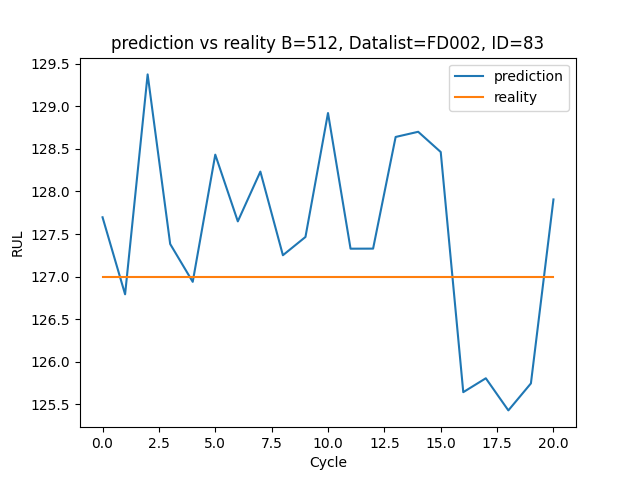 prediction vs reality B=512, Datalist=FD002, ID=83
prediction
reality
129.5
129.0
128.5
128.0
127.5
127.0
126.5
126.0
125.5
RUL
0.0 2.5 5.0 7.5 10.0 12.5 15.0 17.5 20.0
Cycle